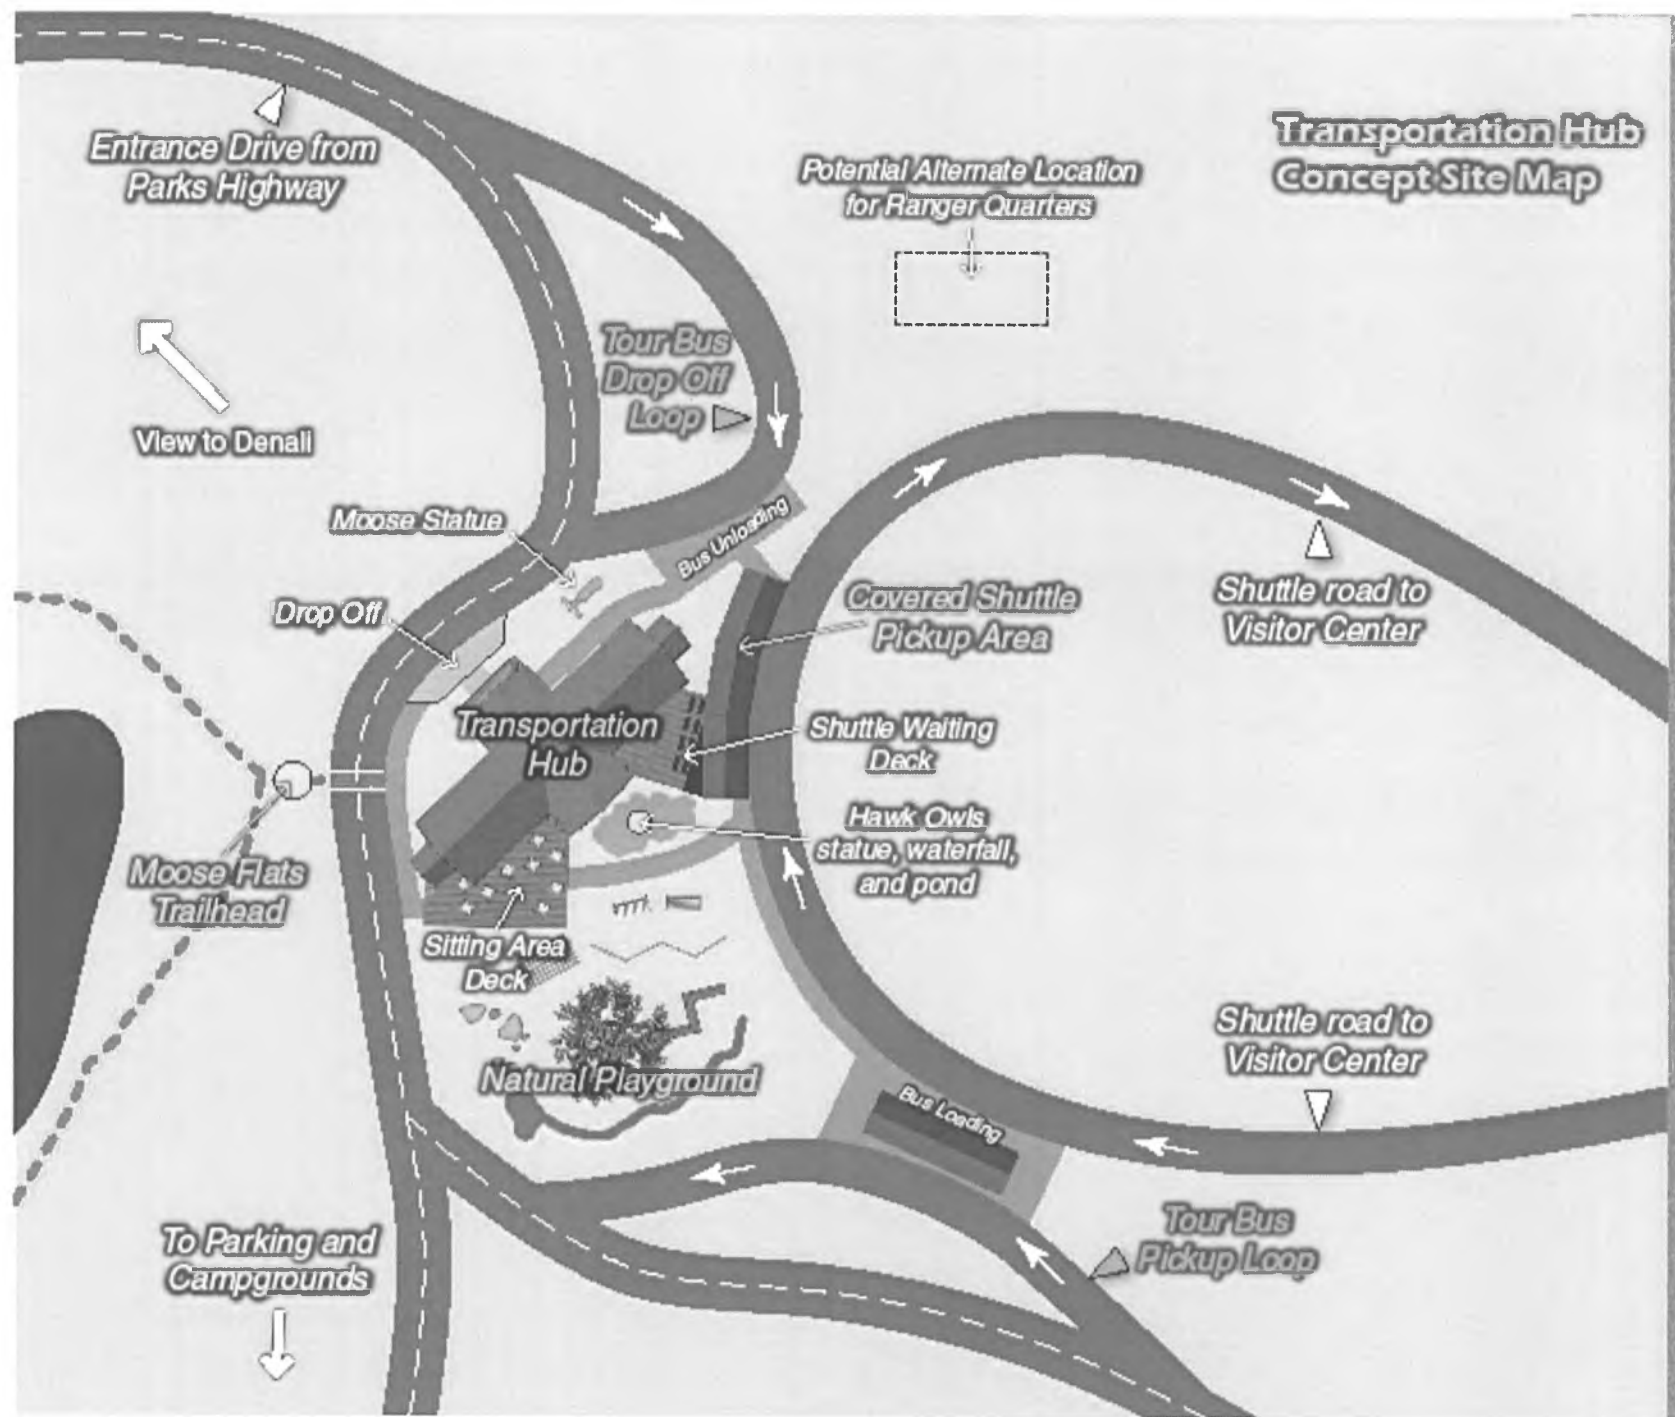 Transportation Hub
Concept Site Map
Entrance Drive from
Parks Highway
Potential Alternate Location
for Ranger Quarters
Tour Bus
Drop Off
Loop
View to Denali
Moose Statue
Bus Unloading
Drop Off
Covered Shuttle
Pickup Area
Shuttle road to
Visitor Center
Transportation
Hub
Shuttle Waiting
Deck
Hawk Owls
statue, waterfall,
and pond
Moose Flats
Trailhead
Sitting Area
Deck
Natural Playground
Shuttle road to
Visitor Center
Bus Loading
Tour Bus
Pickup Loop
To Parking and
Campgrounds